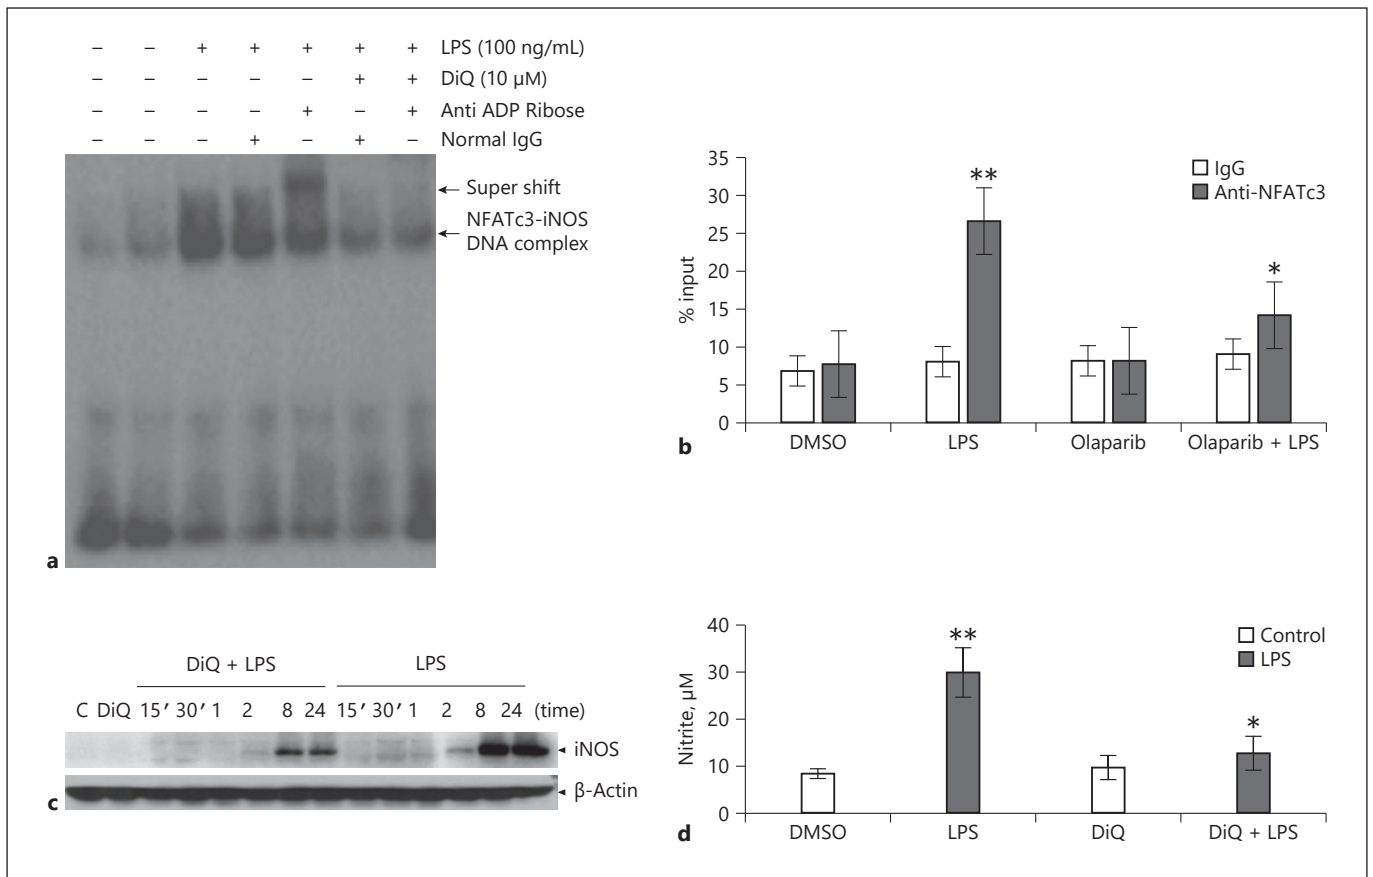 – – + + + + + LPS (100 ng/mL)
– – – – – + + DiQ (10 µM)
– – – – + – + Anti ADP Ribose
– – – + – + – Normal IgG
Super shift
NFATc3-iNOS
DNA complex
a
35
30
25
20
15
10
5
0
% input
**
*
IgG
Anti-NFATc3
DMSO LPS Olaparib Olaparib + LPS
b
DiQ + LPS LPS
C DiQ 15′ 30′ 1 2 8 24 15′ 30′ 1 2 8 24 (time)
iNOS
β-Actin
c
40
30
20
10
0
Nitrite, µM
**
*
Control
LPS
DMSO LPS DiQ DiQ + LPS
d